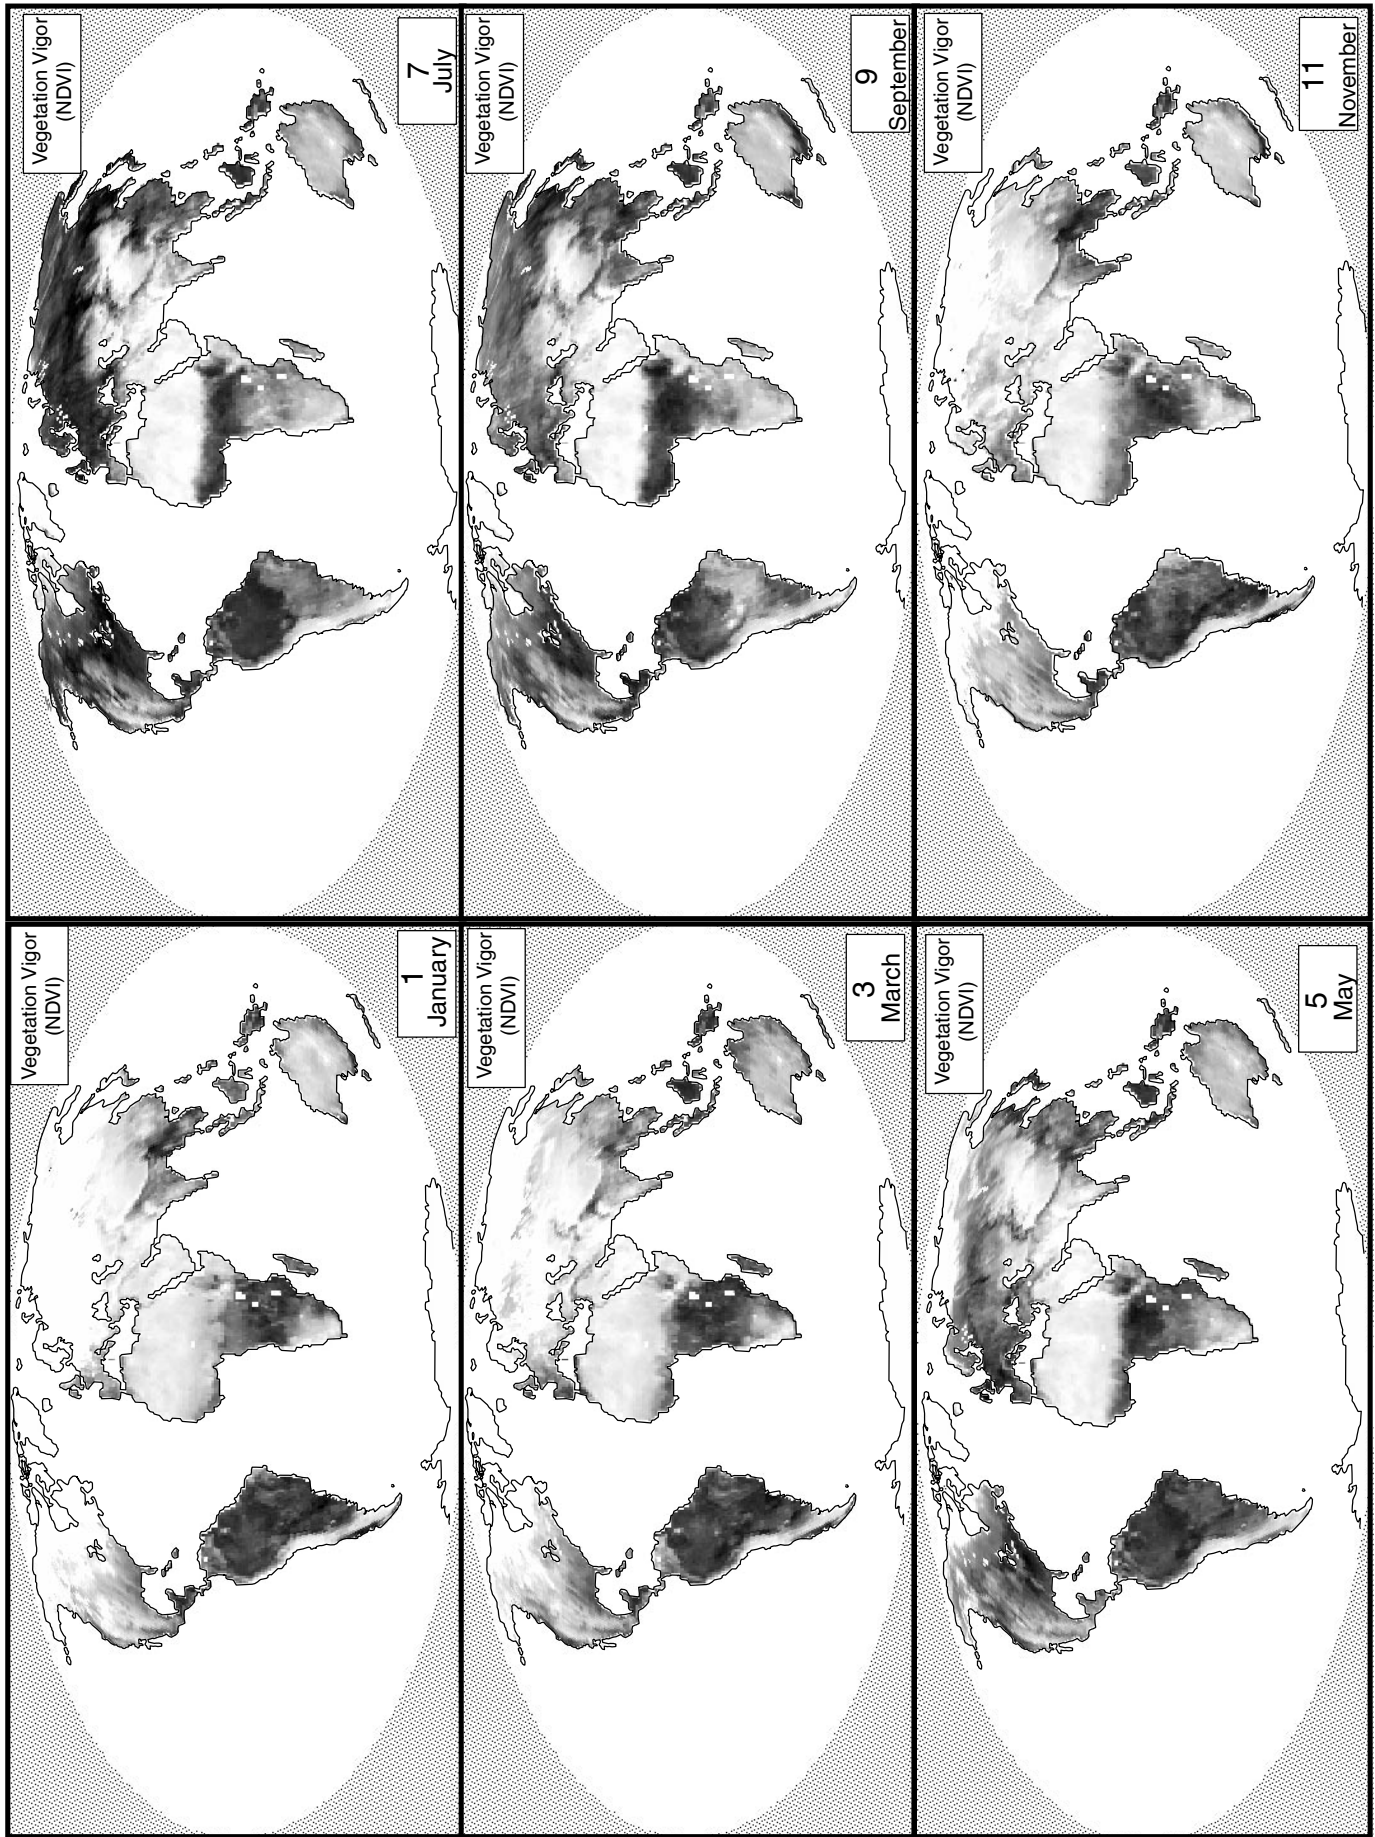 Vegetation Vigor
(NDVI)
1
January
Vegetation Vigor
(NDVI)
3
March
Vegetation Vigor
(NDVI)
5
May
Vegetation Vigor
(NDVI)
7
July
Vegetation Vigor
(NDVI)
9
September
Vegetation Vigor
(NDVI)
11
November